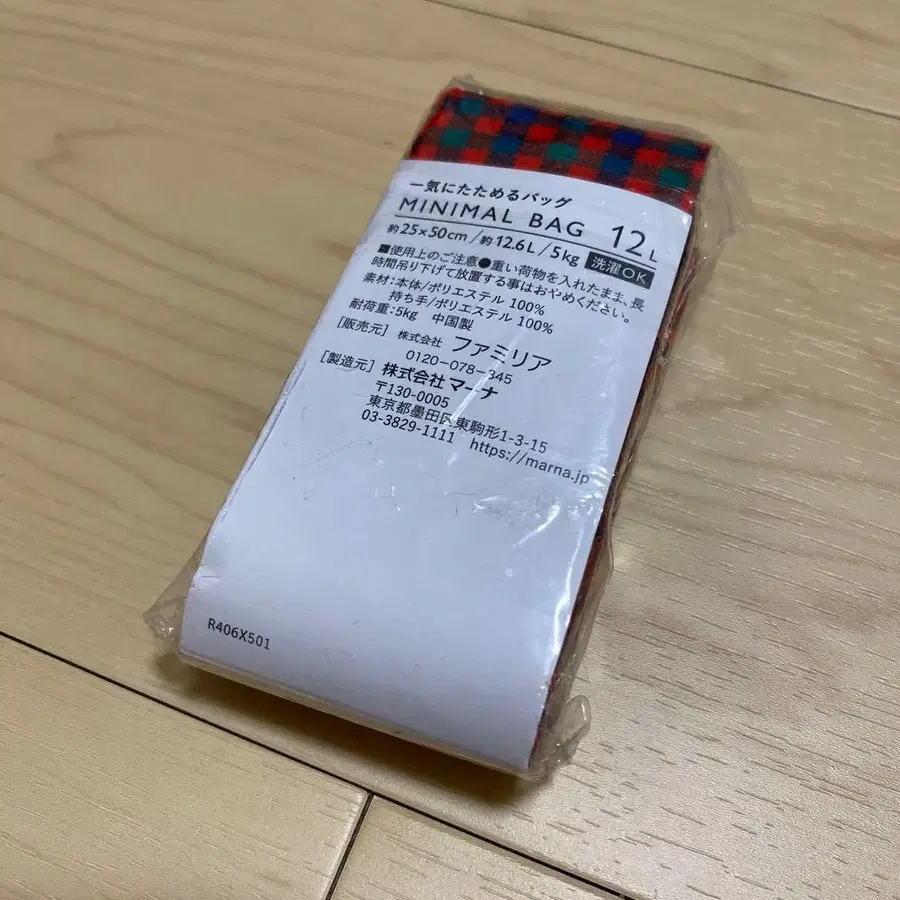 一気にたためるバッグ
MINIMAL BAG 12L
約25×50cm/約12.6L/5kg 洗濯OK
■使用上のご注意●重い荷物を入れたまま、長
時間吊り下げて放置する事はおやめください。
素材:本体/ポリエステル 100%
持ち手/ポリエステル 100%
耐荷重:5kg 中国製
[販売元] 株式会社 ファミリア
0120-078-345
[製造元] 株式会社マーナ
〒130-0005
東京都墨田区東駒形1-3-15
03-3829-1111 https://marna.jp
R406X501